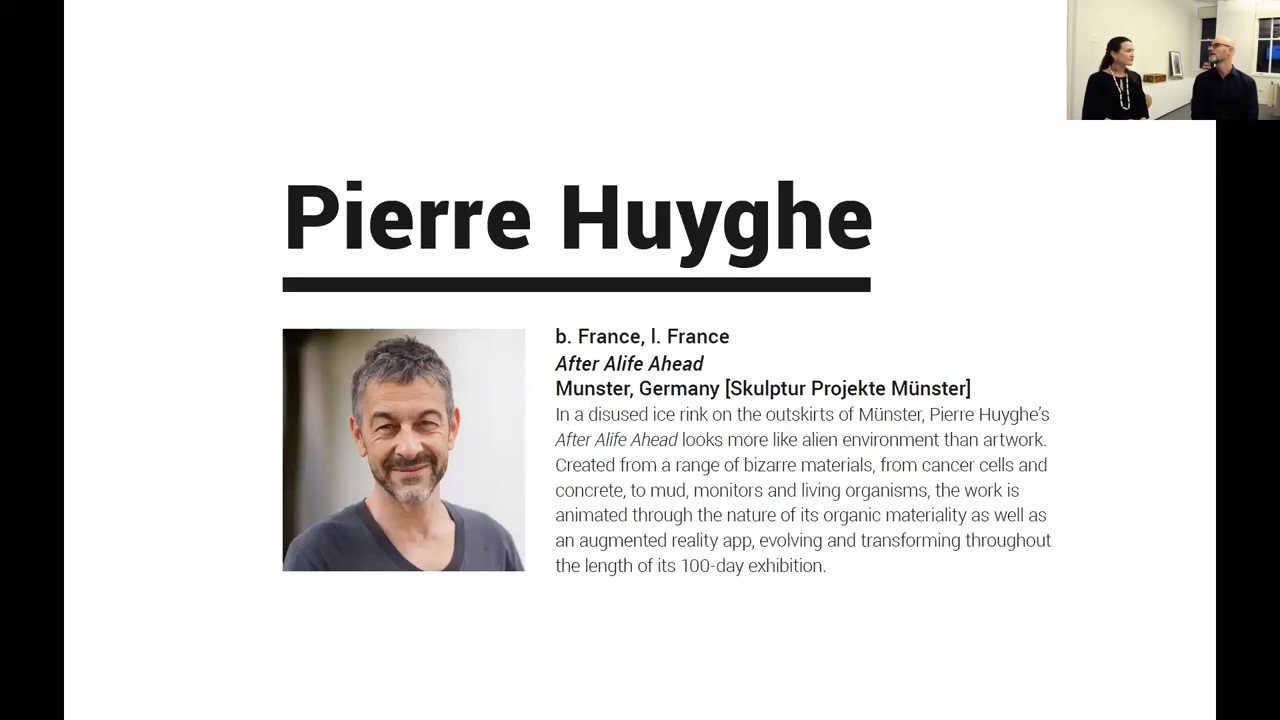 Pierre Huyghe
b. France, l. France
After Alife Ahead
Munster, Germany [Skulptur Projekte Münster]
In a disused ice rink on the outskirts of Münster, Pierre Huyghe's
After Alife Ahead looks more like alien environment than artwork.
Created from a range of bizarre materials, from cancer cells and
concrete, to mud, monitors and living organisms, the work is
animated through the nature of its organic materiality as well as
an augmented reality app, evolving and transforming throughout
the length of its 100-day exhibition.